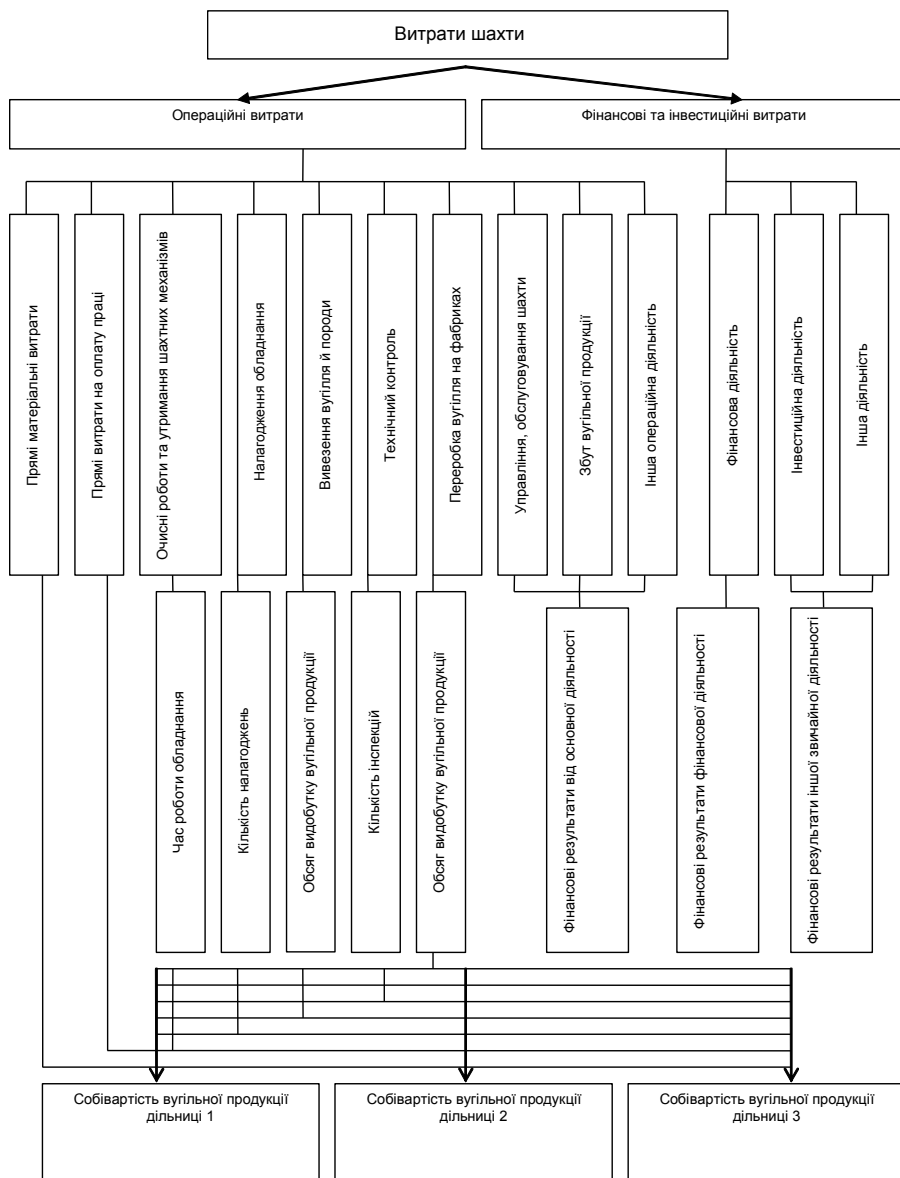 Витрати шахти
Операційні витрати
Фінансові та інвестиційні витрати
Прямі матеріальні витрати
Прямі витрати на оплату праці
Очисні роботи та утримання шахтних механізмів
Налагодження обладнання
Вивезення вугілля й породи
Технічний контроль
Переробка вугілля на фабриках
Управління, обслуговування шахти
Збут вугільної продукції
Інша операційна діяльність
Фінансова діяльність
Інвестиційна діяльність
Інша діяльність
Час роботи обладнання
Кількість налагоджень
Обсяг видобутку вугільної продукції
Кількість інспекцій
Обсяг видобутку вугільної продукції
Фінансові результати від основної діяльності
Фінансові результати фінансової діяльності
Фінансові результати іншої звичайної діяльності
Собівартість вугільної продукції
дільниці 1
Собівартість вугільної продукції
дільниці 2
Собівартість вугільної продукції
дільниці 3